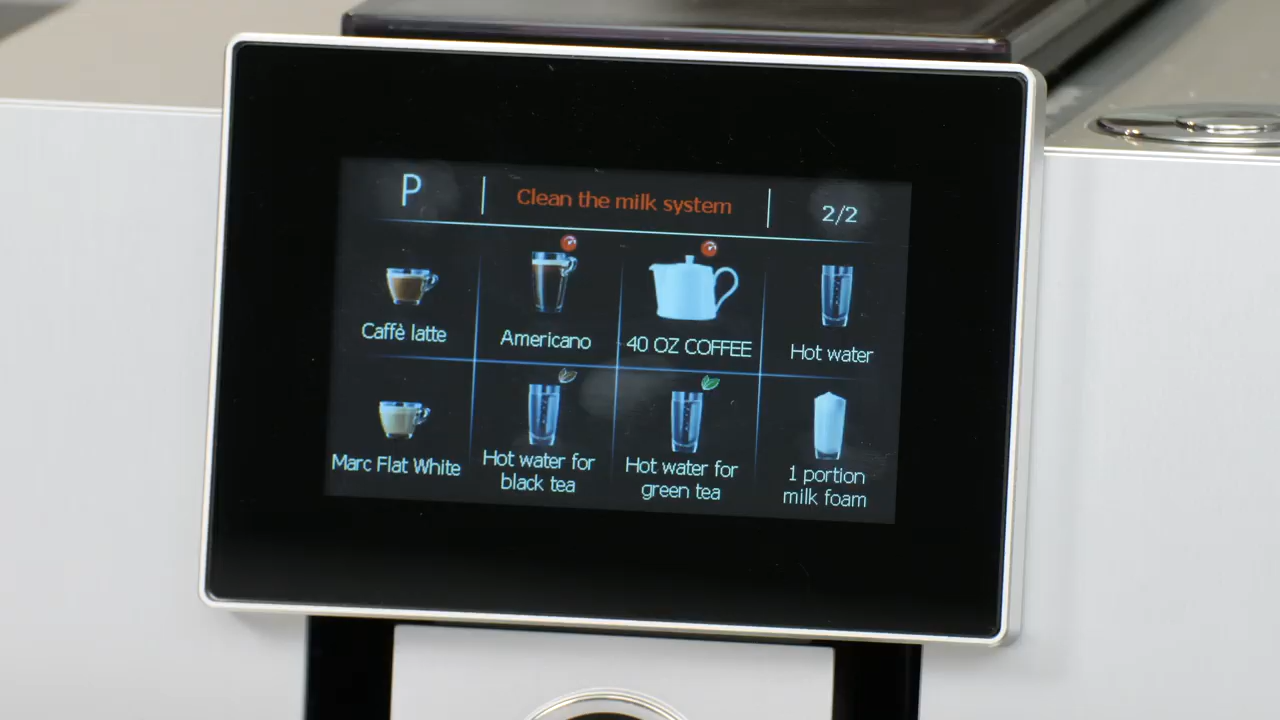 P
Clean the milk system
2/2
Caffè latte
Americano
40 OZ COFFEE
Hot water
Marc Flat White
Hot water for
black tea
Hot water for
green tea
1 portion
milk foam